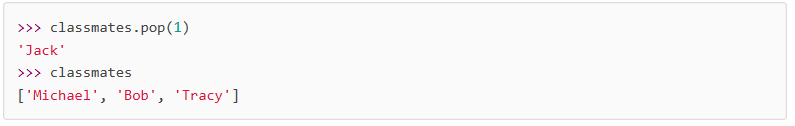 >>> classmates.pop(1)
'Jack'
>>> classmates
['Michael', 'Bob', 'Tracy']